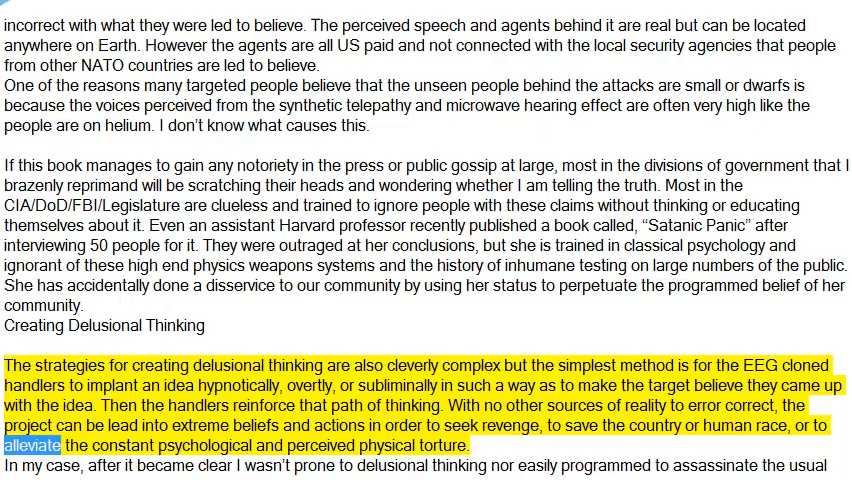 incorrect with what they were led to believe. The perceived speech and agents behind it are real but can be located
anywhere on Earth. However the agents are all US paid and not connected with the local security agencies that people
from other NATO countries are led to believe.
One of the reasons many targeted people believe that the unseen people behind the attacks are small or dwarfs is
because the voices perceived from the synthetic telepathy and microwave hearing effect are often very high like the
people are on helium. I don’t know what causes this.
If this book manages to gain any notoriety in the press or public gossip at large, most in the divisions of government that I
brazenly reprimand will be scratching their heads and wondering whether I am telling the truth. Most in the
CIA/DoD/FBI/Legislature are clueless and trained to ignore people with these claims without thinking or educating
themselves about it. Even an assistant Harvard professor recently published a book called, “Satanic Panic” after
interviewing 50 people for it. They were outraged at her conclusions, but she is trained in classical psychology and
ignorant of these high end physics weapons systems and the history of inhumane testing on large numbers of the public.
She has accidentally done a disservice to our community by using her status to perpetuate the programmed belief of her
community.
Creating Delusional Thinking
The strategies for creating delusional thinking are also cleverly complex but the simplest method is for the EEG cloned
handlers to implant an idea hypnotically, overtly, or subliminally in such a way as to make the target believe they came up
with the idea. Then the handlers reinforce that path of thinking. With no other sources of reality to error correct, the
project can be lead into extreme beliefs and actions in order to seek revenge, to save the country or human race, or to
alleviate the constant psychological and perceived physical torture.
In my case, after it became clear I wasn’t prone to delusional thinking nor easily programmed to assassinate the usual